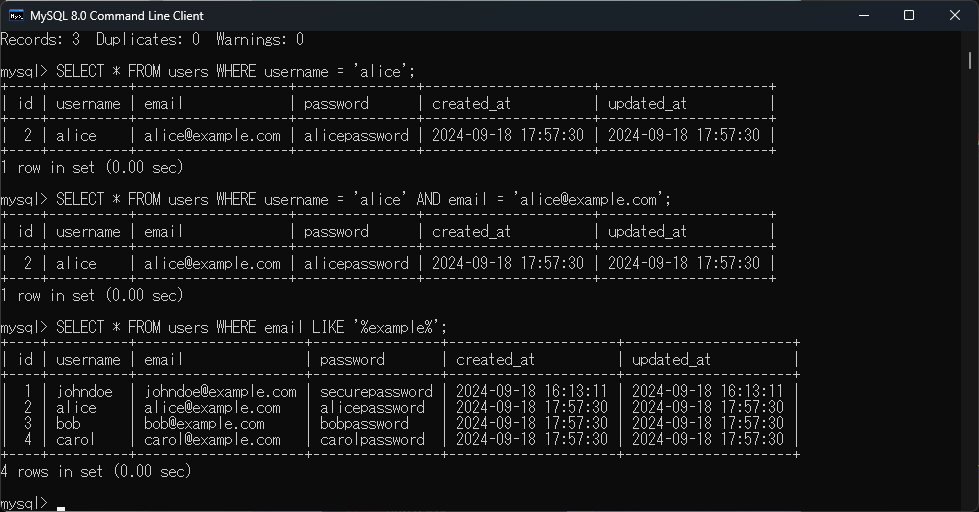 MySQL 8.0 Command Line Client
Records: 3  Duplicates: 0  Warnings: 0
mysql> SELECT * FROM users WHERE username = 'alice';
+----+----------+-------------------+---------------+---------------------+---------------------+
| id | username | email             | password      | created_at          | updated_at          |
+----+----------+-------------------+---------------+---------------------+---------------------+
|  2 | alice    | alice@example.com | alicepassword | 2024-09-18 17:57:30 | 2024-09-18 17:57:30 |
+----+----------+-------------------+---------------+---------------------+---------------------+
1 row in set (0.00 sec)
mysql> SELECT * FROM users WHERE username = 'alice' AND email = 'alice@example.com';
+----+----------+-------------------+---------------+---------------------+---------------------+
| id | username | email             | password      | created_at          | updated_at          |
+----+----------+-------------------+---------------+---------------------+---------------------+
|  2 | alice    | alice@example.com | alicepassword | 2024-09-18 17:57:30 | 2024-09-18 17:57:30 |
+----+----------+-------------------+---------------+---------------------+---------------------+
1 row in set (0.00 sec)
mysql> SELECT * FROM users WHERE email LIKE '%example%';
+----+----------+---------------------+----------------+---------------------+---------------------+
| id | username | email               | password       | created_at          | updated_at          |
+----+----------+---------------------+----------------+---------------------+---------------------+
|  1 | johndoe  | johndoe@example.com | securepassword | 2024-09-18 16:13:11 | 2024-09-18 16:13:11 |
|  2 | alice    | alice@example.com   | alicepassword  | 2024-09-18 17:57:30 | 2024-09-18 17:57:30 |
|  3 | bob      | bob@example.com     | bobpassword    | 2024-09-18 17:57:30 | 2024-09-18 17:57:30 |
|  4 | carol    | carol@example.com   | carolpassword  | 2024-09-18 17:57:30 | 2024-09-18 17:57:30 |
+----+----------+---------------------+----------------+---------------------+---------------------+
4 rows in set (0.00 sec)
mysql> _